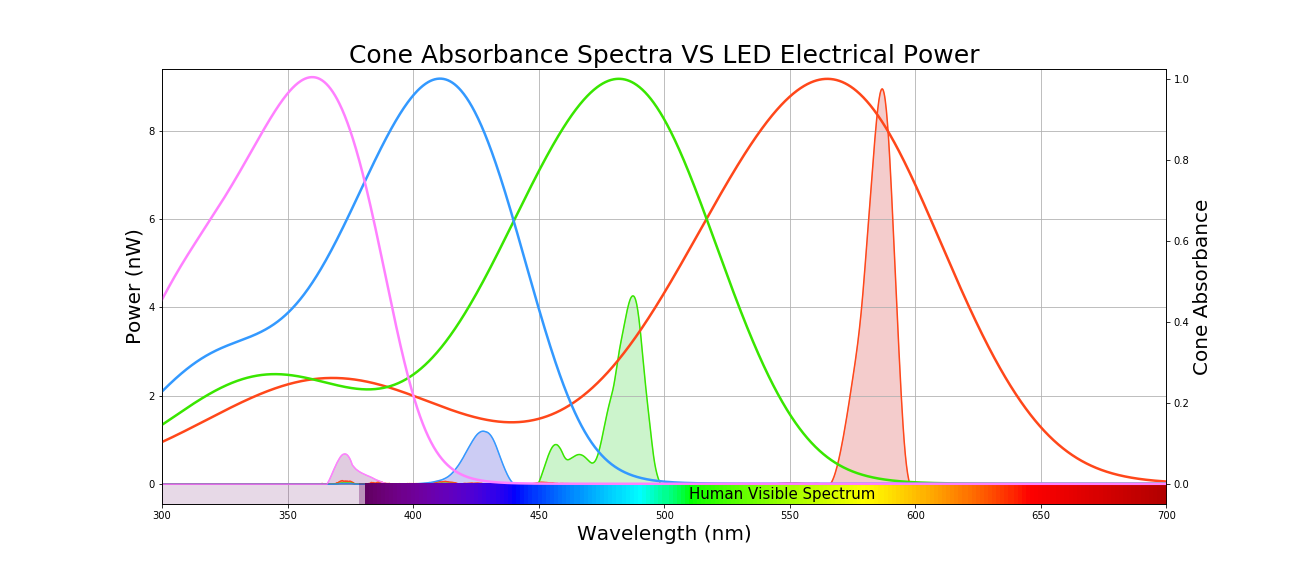 Cone Absorbance Spectra VS LED Electrical Power
Power (nW)
8
6
4
2
0
1.0
0.8
0.6
0.4
0.2
0.0
Cone Absorbance
Human Visible Spectrum
300 350 400 450 500 550 600 650 700
Wavelength (nm)